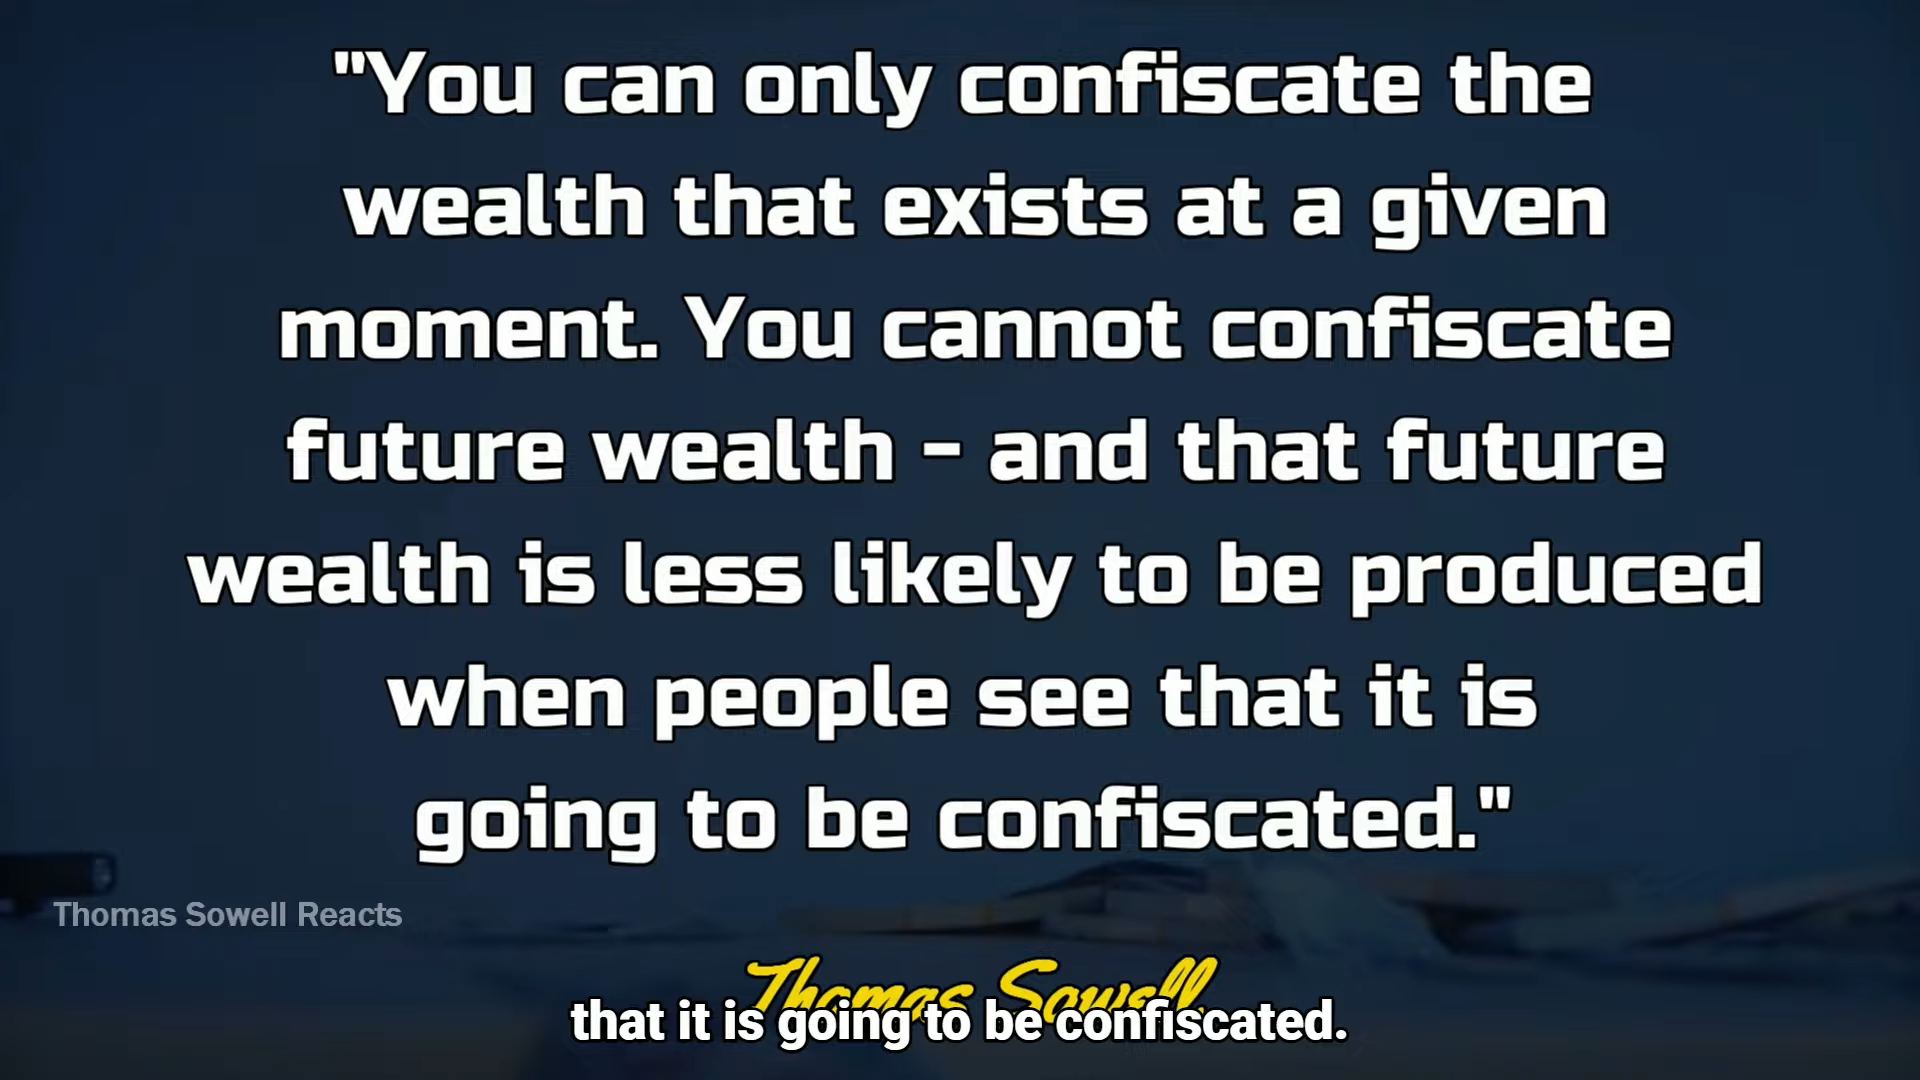 "You can only confiscate the
wealth that exists at a given
moment. You cannot confiscate
future wealth - and that future
wealth is less likely to be produced
when people see that it is
going to be confiscated."
Thomas Sowell Reacts
Thomas Sowell
that it is going to be confiscated.